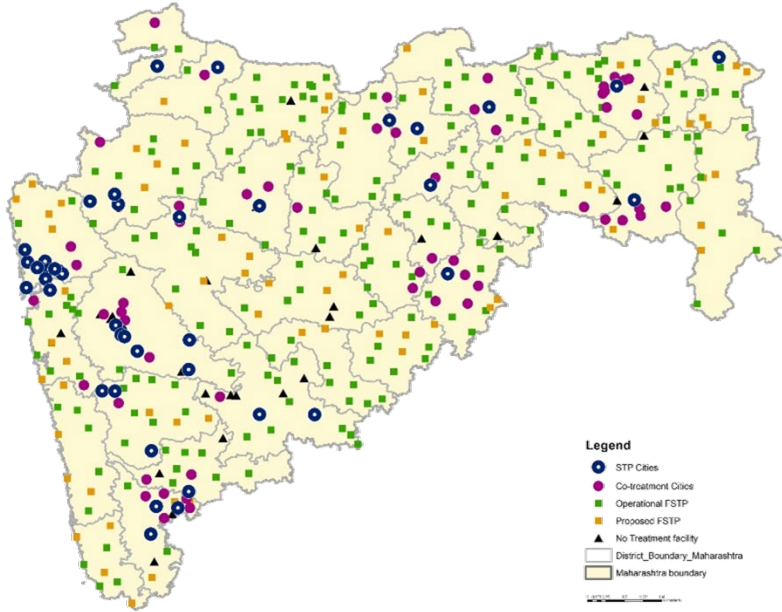 Legend
STP Cities
Co-treatment Cities
Operational FSTP
Proposed FSTP
No Treatment facility
District_Boundary_Maharashtra
Maharashtra boundary